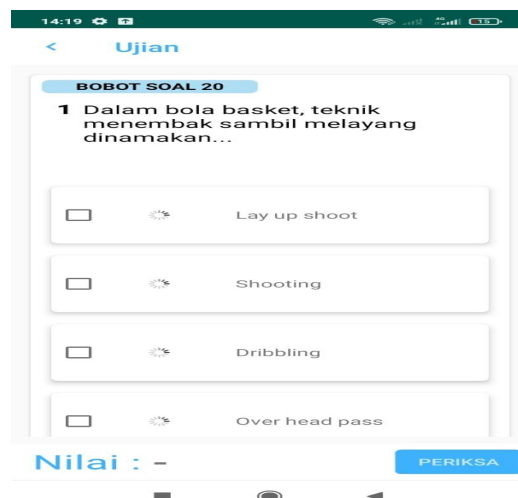 14:19
Ujian
BOBOT SOAL 20
1 Dalam bola basket, teknik
menembak sambil melayang
dinamakan...
Lay up shoot
Shooting
Dribbling
Over head pass
Nilai : -
PERIKSA